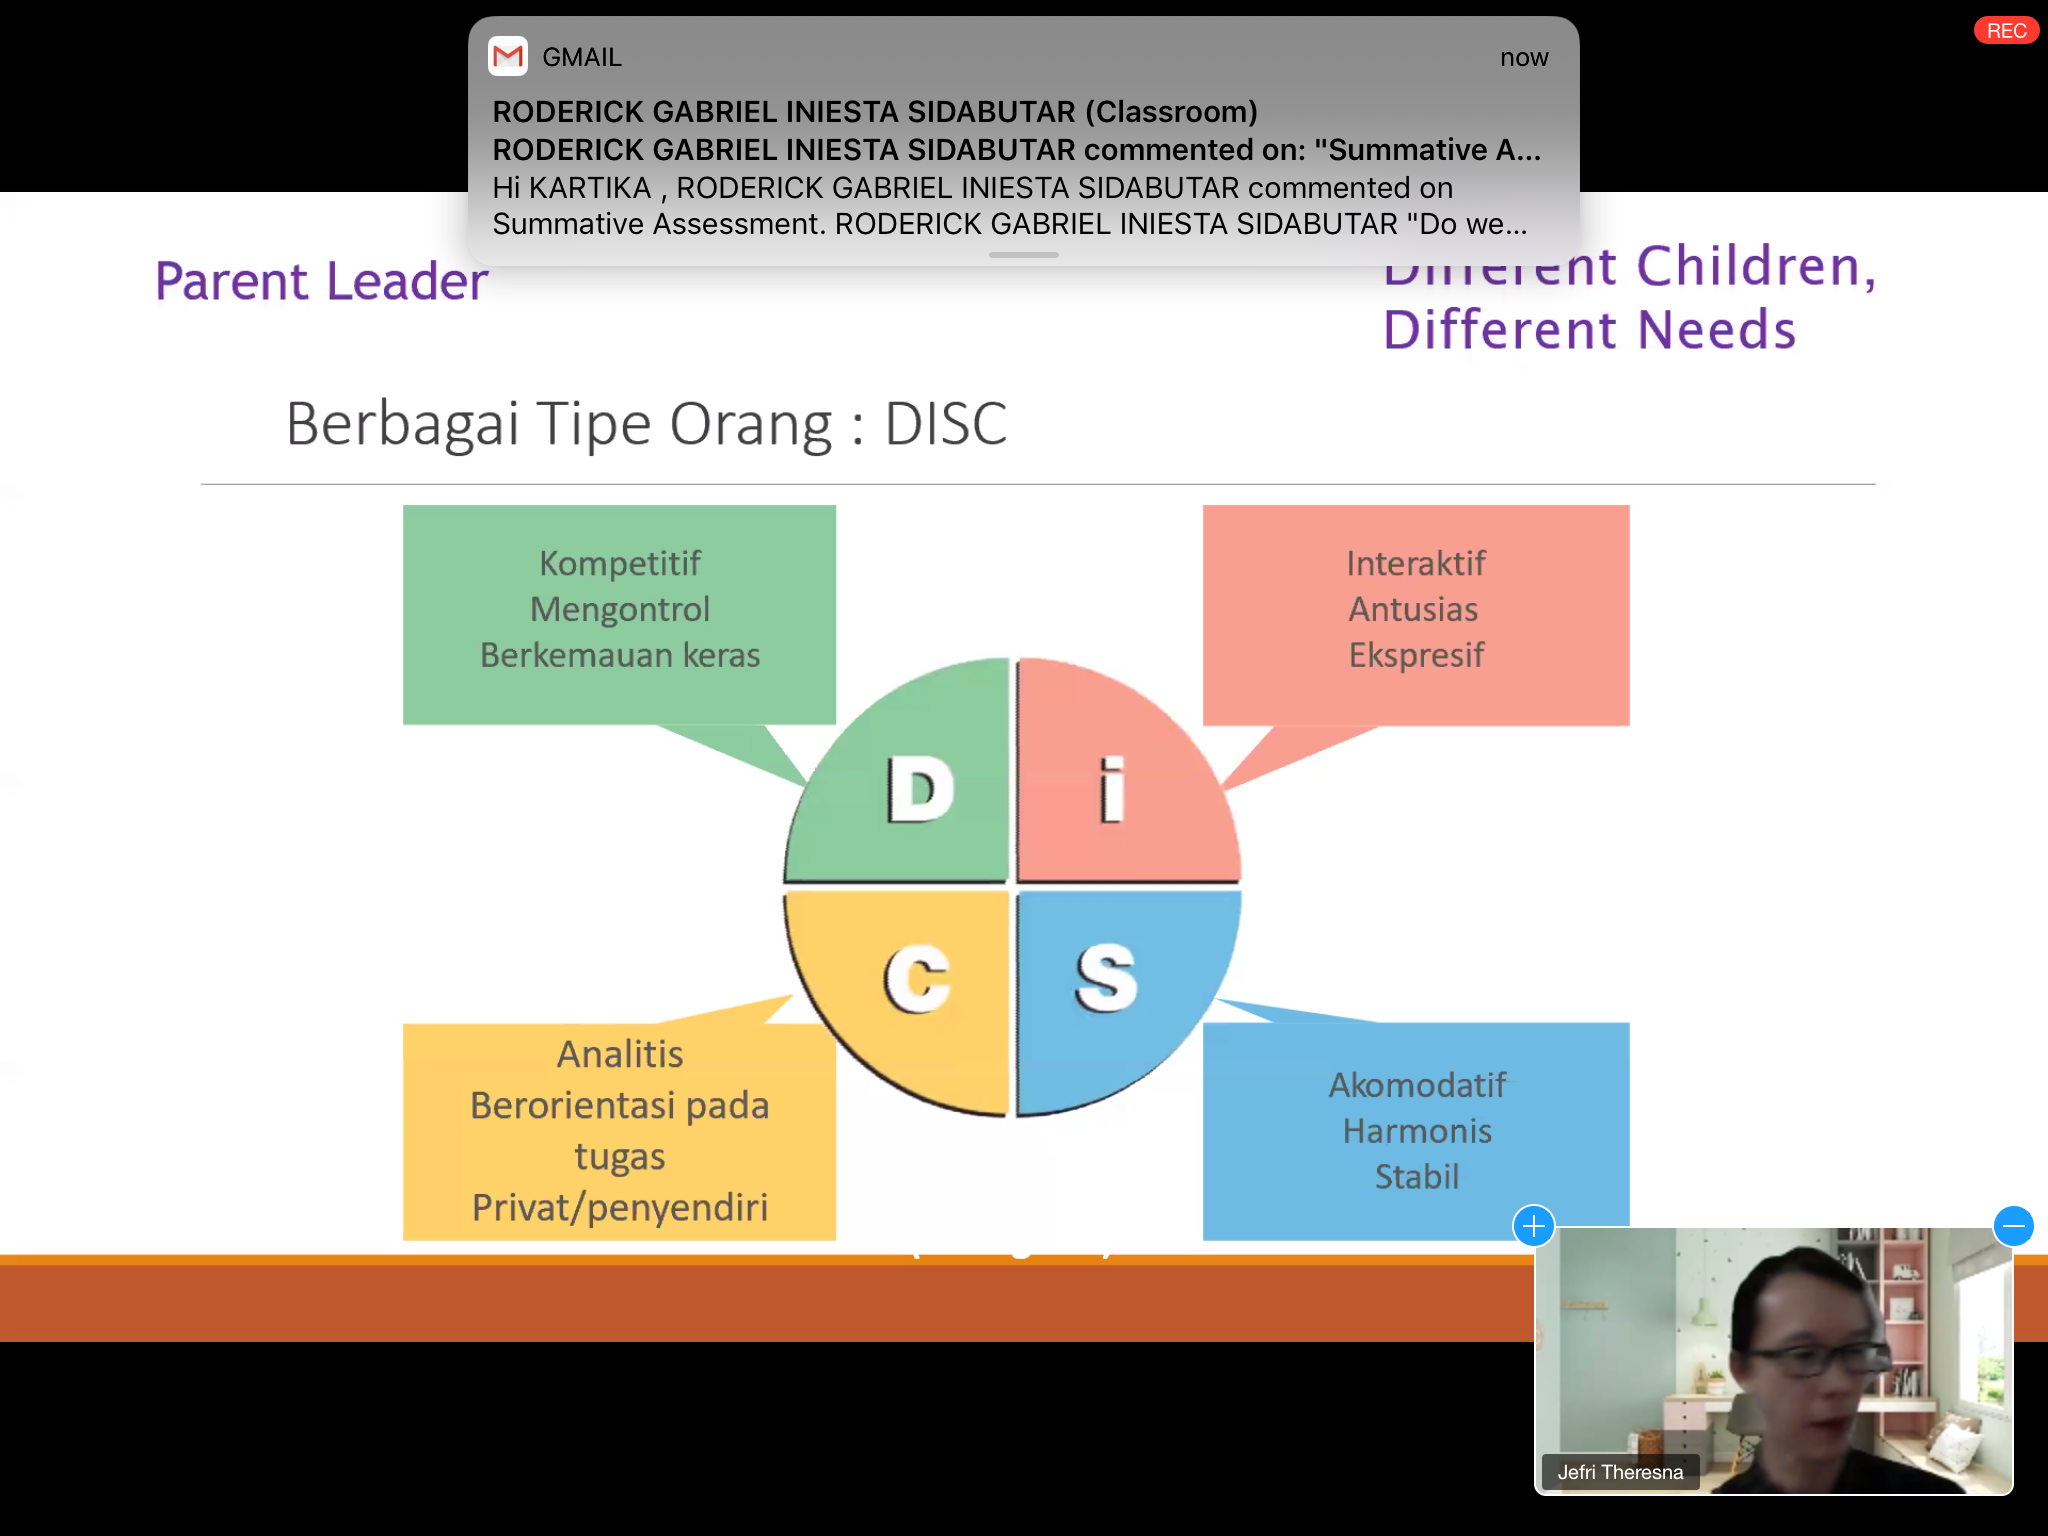 REC
GMAIL
now
RODERICK GABRIEL INIESTA SIDABUTAR (Classroom)
RODERICK GABRIEL INIESTA SIDABUTAR commented on: "Summative A...
Hi KARTIKA , RODERICK GABRIEL INIESTA SIDABUTAR commented on
Summative Assessment. RODERICK GABRIEL INIESTA SIDABUTAR "Do we...
Parent Leader
Different Children,
Different Needs
Berbagai Tipe Orang : DISC
Kompetitif
Mengontrol
Berkemauan keras
Interaktif
Antusias
Ekspresif
D
i
C
S
Analitis
Berorientasi pada
tugas
Privat/penyendiri
Akomodatif
Harmonis
Stabil
Jefri Theresna